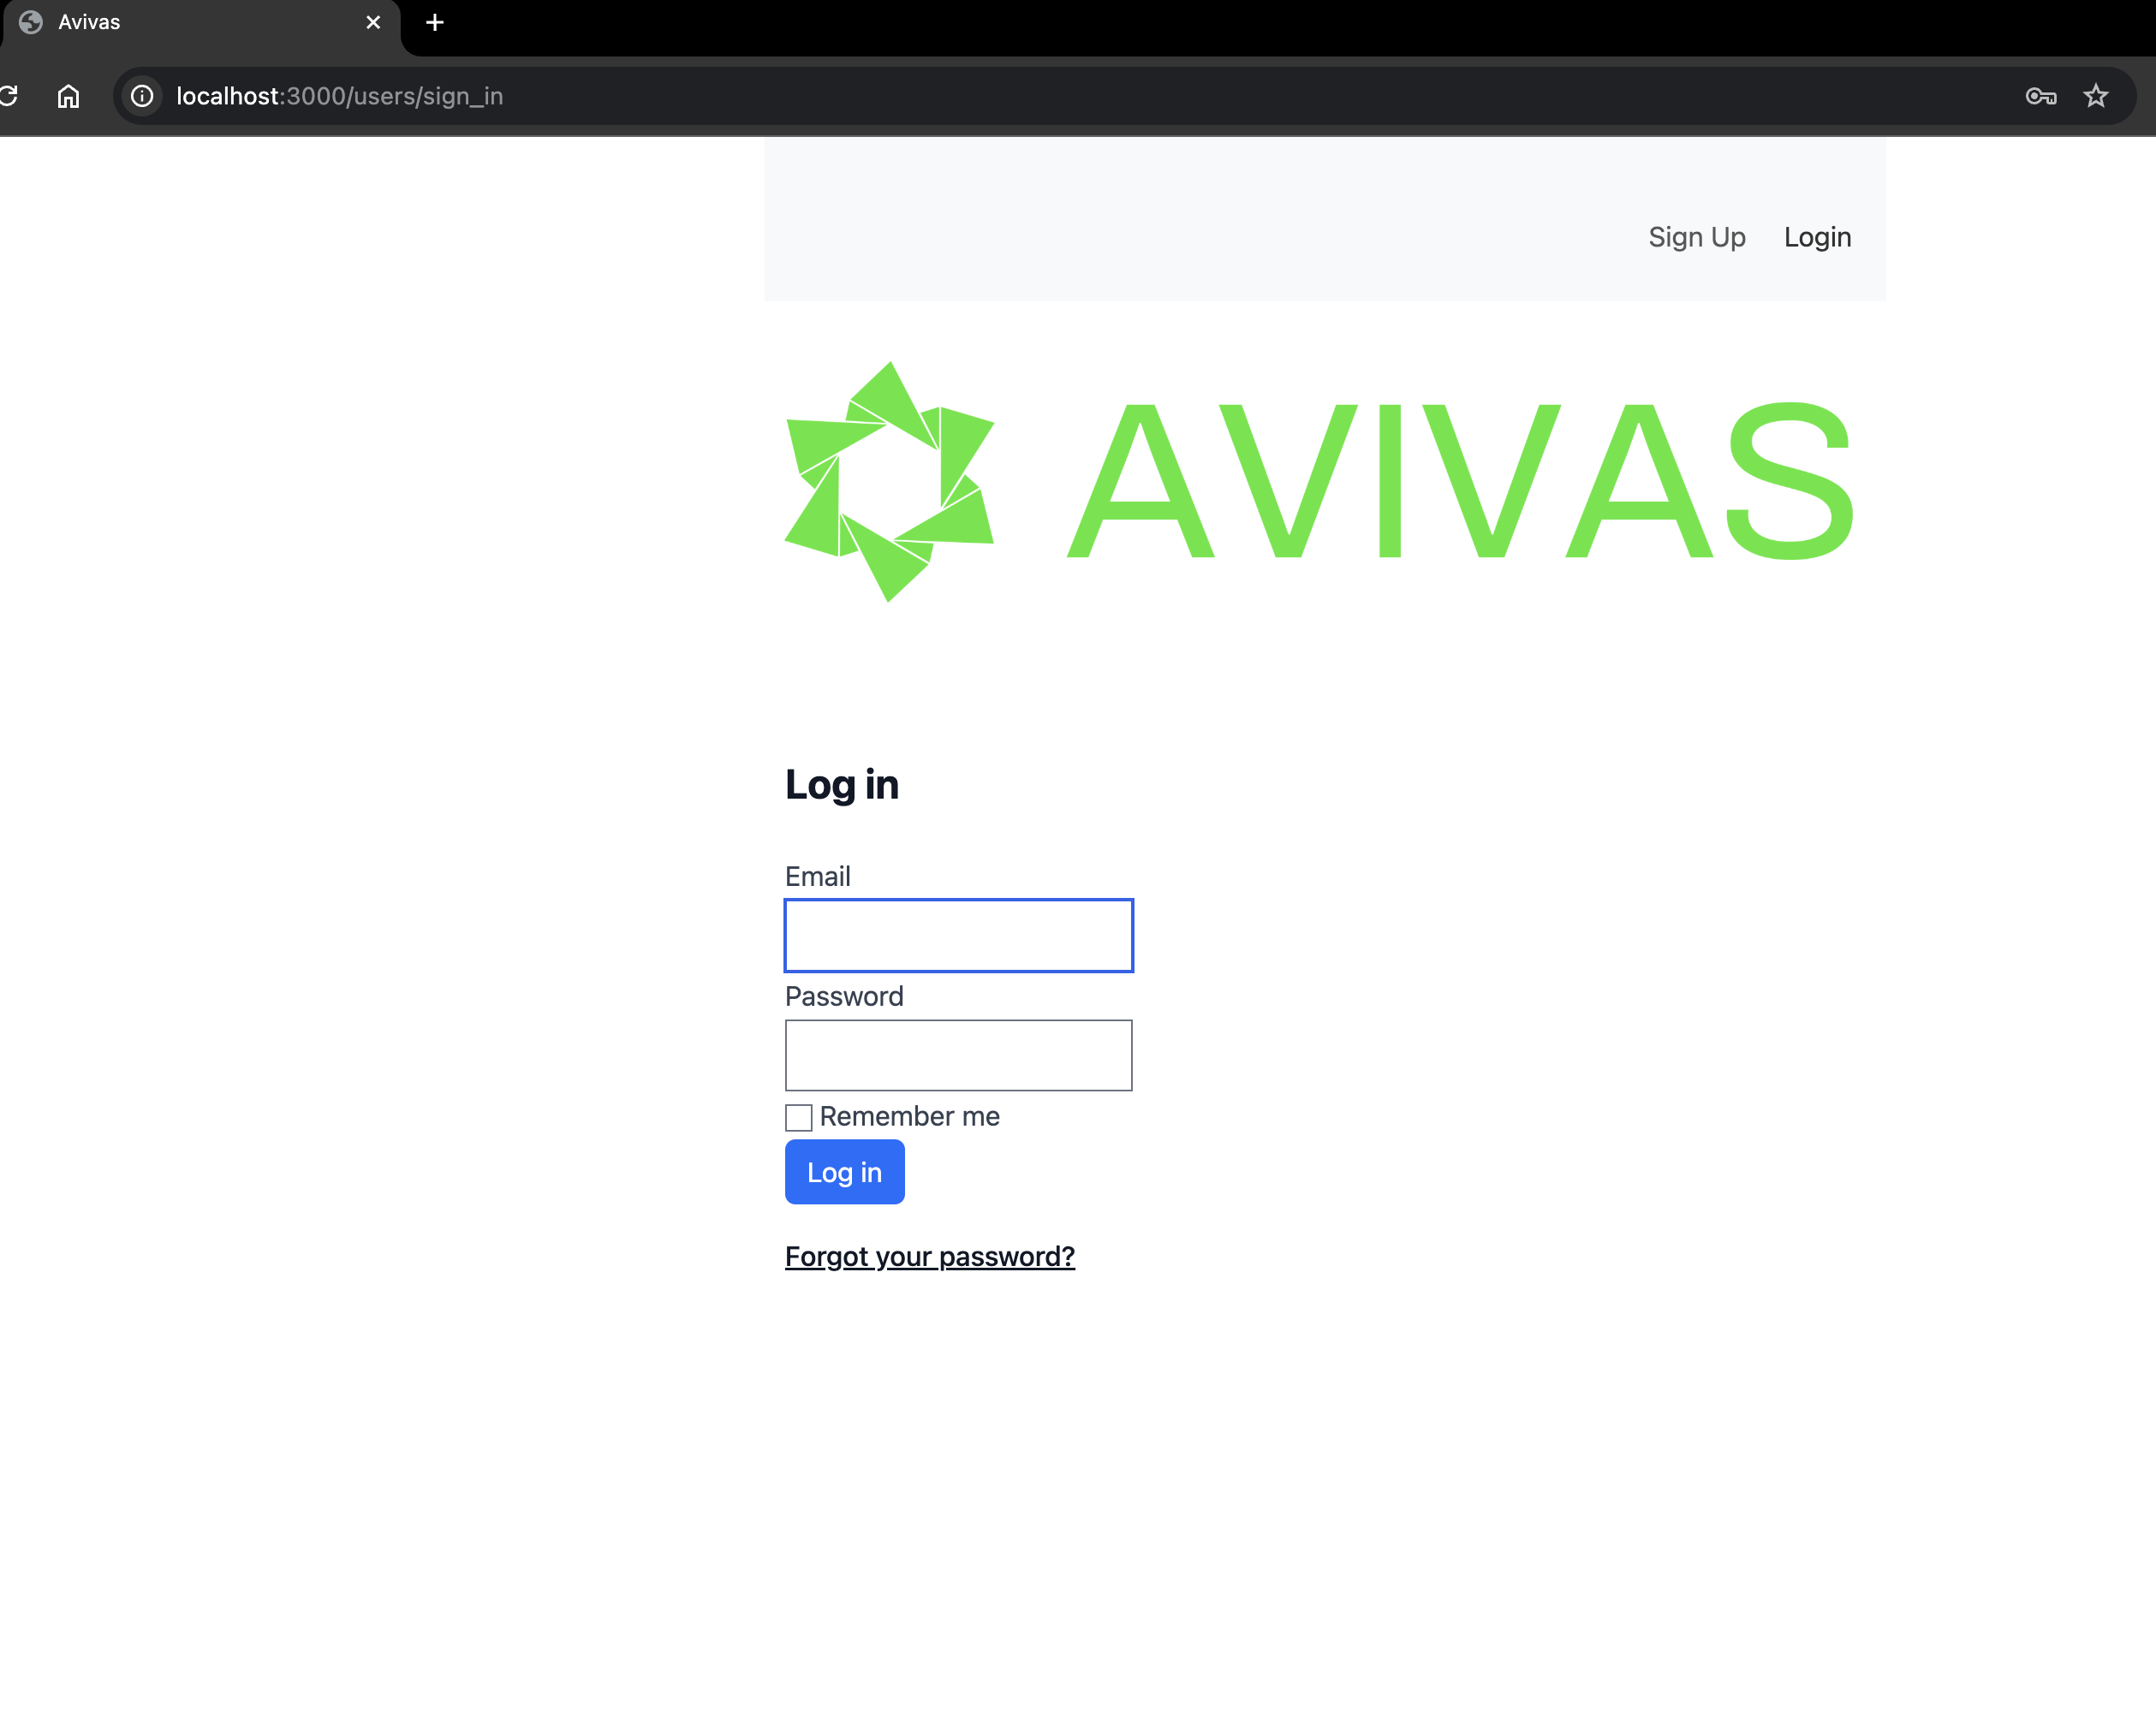 Avivas
localhost:3000/users/sign_in
Sign Up Login
AVIVAS
Log in
Email
Password
Remember me
Log in
Forgot your password?